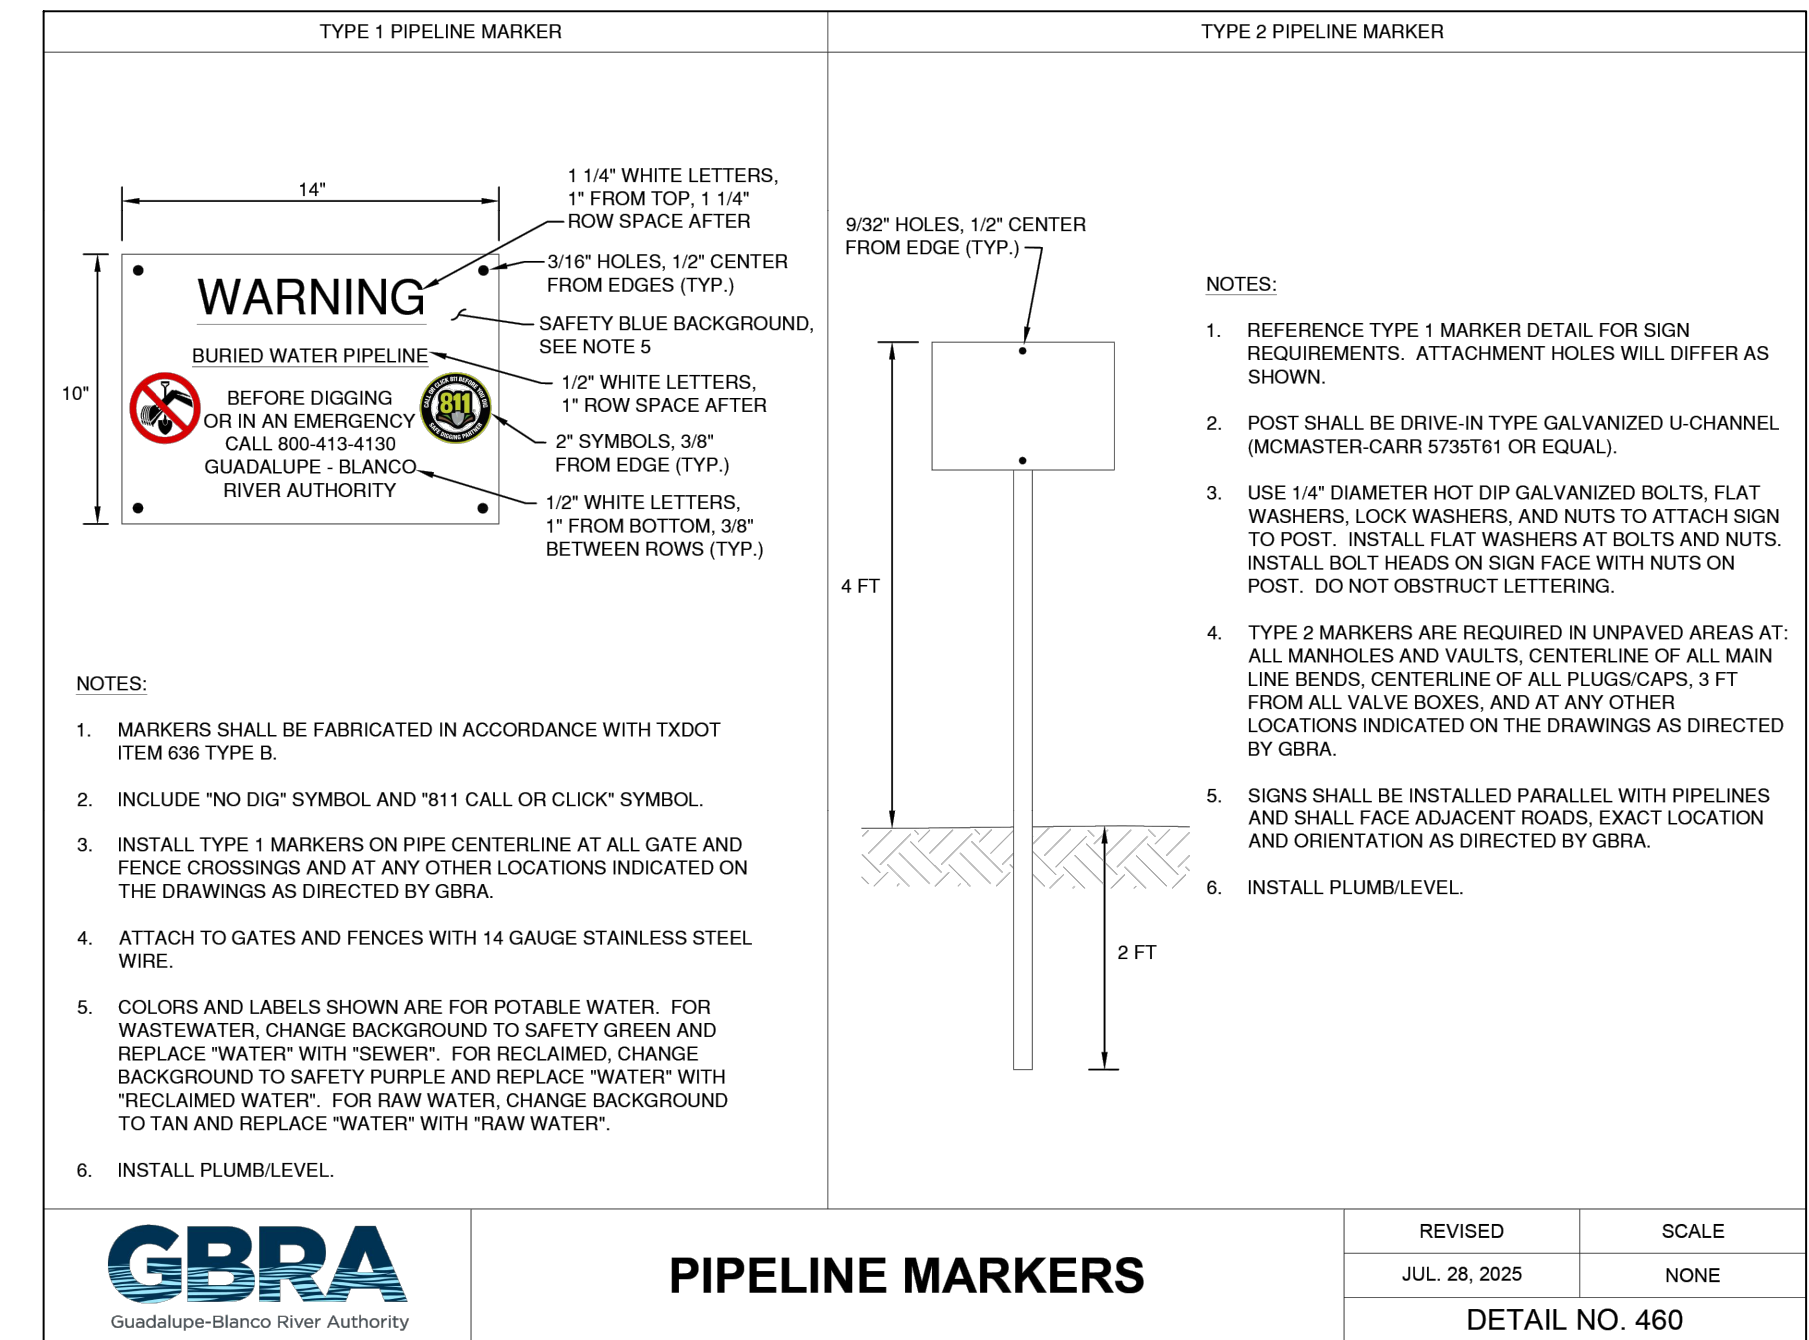 TYPE 1 PIPELINE MARKER
14"
10"
WARNING
BURIED WATER PIPELINE
BEFORE DIGGING
OR IN AN EMERGENCY
CALL 800-413-4130
GUADALUPE - BLANCO
RIVER AUTHORITY
CALL OR CLICK 811 BEFORE YOU DIG
811
SAFE DIGGING PARTNER
1 1/4" WHITE LETTERS,
1" FROM TOP, 1 1/4"
ROW SPACE AFTER
3/16" HOLES, 1/2" CENTER
FROM EDGES (TYP.)
SAFETY BLUE BACKGROUND,
SEE NOTE 5
1/2" WHITE LETTERS,
1" ROW SPACE AFTER
2" SYMBOLS, 3/8"
FROM EDGE (TYP.)
1/2" WHITE LETTERS,
1" FROM BOTTOM, 3/8"
BETWEEN ROWS (TYP.)
NOTES:
1. MARKERS SHALL BE FABRICATED IN ACCORDANCE WITH TXDOT
ITEM 636 TYPE B.
2. INCLUDE "NO DIG" SYMBOL AND "811 CALL OR CLICK" SYMBOL.
3. INSTALL TYPE 1 MARKERS ON PIPE CENTERLINE AT ALL GATE AND
FENCE CROSSINGS AND AT ANY OTHER LOCATIONS INDICATED ON
THE DRAWINGS AS DIRECTED BY GBRA.
4. ATTACH TO GATES AND FENCES WITH 14 GAUGE STAINLESS STEEL
WIRE.
5. COLORS AND LABELS SHOWN ARE FOR POTABLE WATER. FOR
WASTEWATER, CHANGE BACKGROUND TO SAFETY GREEN AND
REPLACE "WATER" WITH "SEWER". FOR RECLAIMED, CHANGE
BACKGROUND TO SAFETY PURPLE AND REPLACE "WATER" WITH
"RECLAIMED WATER". FOR RAW WATER, CHANGE BACKGROUND
TO TAN AND REPLACE "WATER" WITH "RAW WATER".
6. INSTALL PLUMB/LEVEL.
TYPE 2 PIPELINE MARKER
9/32" HOLES, 1/2" CENTER
FROM EDGE (TYP.)
4 FT
2 FT
NOTES:
1. REFERENCE TYPE 1 MARKER DETAIL FOR SIGN
REQUIREMENTS. ATTACHMENT HOLES WILL DIFFER AS
SHOWN.
2. POST SHALL BE DRIVE-IN TYPE GALVANIZED U-CHANNEL
(MCMASTER-CARR 5735T61 OR EQUAL).
3. USE 1/4" DIAMETER HOT DIP GALVANIZED BOLTS, FLAT
WASHERS, LOCK WASHERS, AND NUTS TO ATTACH SIGN
TO POST. INSTALL FLAT WASHERS AT BOLTS AND NUTS.
INSTALL BOLT HEADS ON SIGN FACE WITH NUTS ON
POST. DO NOT OBSTRUCT LETTERING.
4. TYPE 2 MARKERS ARE REQUIRED IN UNPAVED AREAS AT:
ALL MANHOLES AND VAULTS, CENTERLINE OF ALL MAIN
LINE BENDS, CENTERLINE OF ALL PLUGS/CAPS, 3 FT
FROM ALL VALVE BOXES, AND AT ANY OTHER
LOCATIONS INDICATED ON THE DRAWINGS AS DIRECTED
BY GBRA.
5. SIGNS SHALL BE INSTALLED PARALLEL WITH PIPELINES
AND SHALL FACE ADJACENT ROADS, EXACT LOCATION
AND ORIENTATION AS DIRECTED BY GBRA.
6. INSTALL PLUMB/LEVEL.
GBRA
Guadalupe-Blanco River Authority
PIPELINE MARKERS
REVISED
JUL. 28, 2025
SCALE
NONE
DETAIL NO. 460